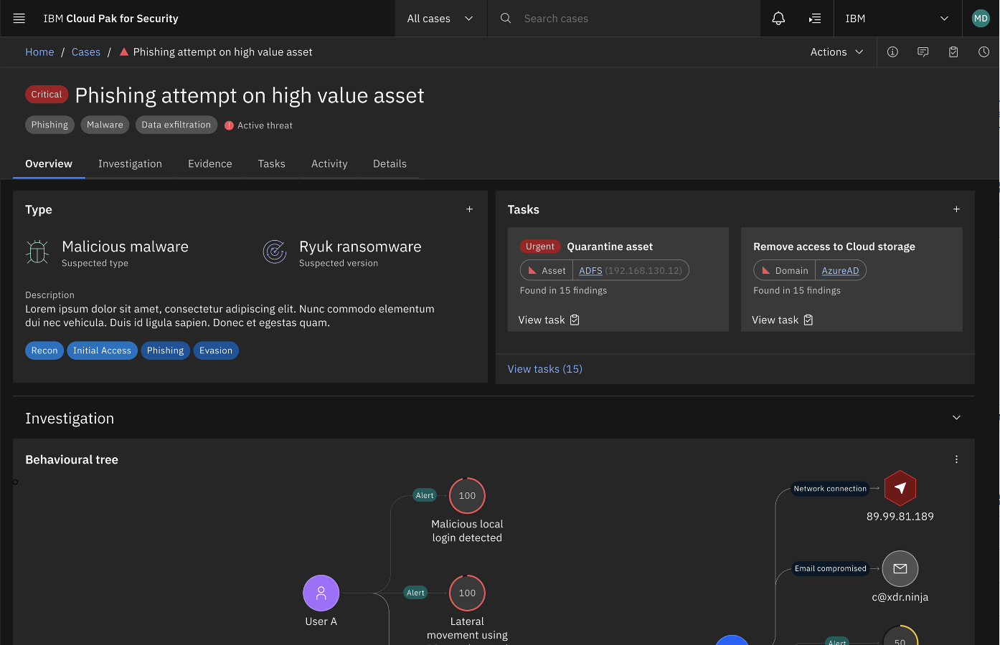 IBM Cloud Pak for Security
All cases
Search cases
IBM
MD
Home / Cases / Phishing attempt on high value asset
Actions
Critical Phishing attempt on high value asset
Phishing Malware Data exfiltration Active threat
Overview Investigation Evidence Tasks Activity Details
Type
Malicious malware
Suspected type
Ryuk ransomware
Suspected version
Description
Lorem ipsum dolor sit amet, consectetur adipiscing elit. Nunc commodo elementum
dui nec vehicula. Duis id ligula sapien. Donec et egestas quam.
Recon Initial Access Phishing Evasion
Tasks
Urgent Quarantine asset
Asset ADFS (192.168.130.12)
Found in 15 findings
View task
Remove access to Cloud storage
Domain AzureAD
Found in 15 findings
View task
View tasks (15)
Investigation
Behavioural tree
Alert 100
Malicious local
login detected
User A
Alert 100
Lateral
movement using
Network connection
89.99.81.189
Email compromised
c@xdr.ninja
Alert 50